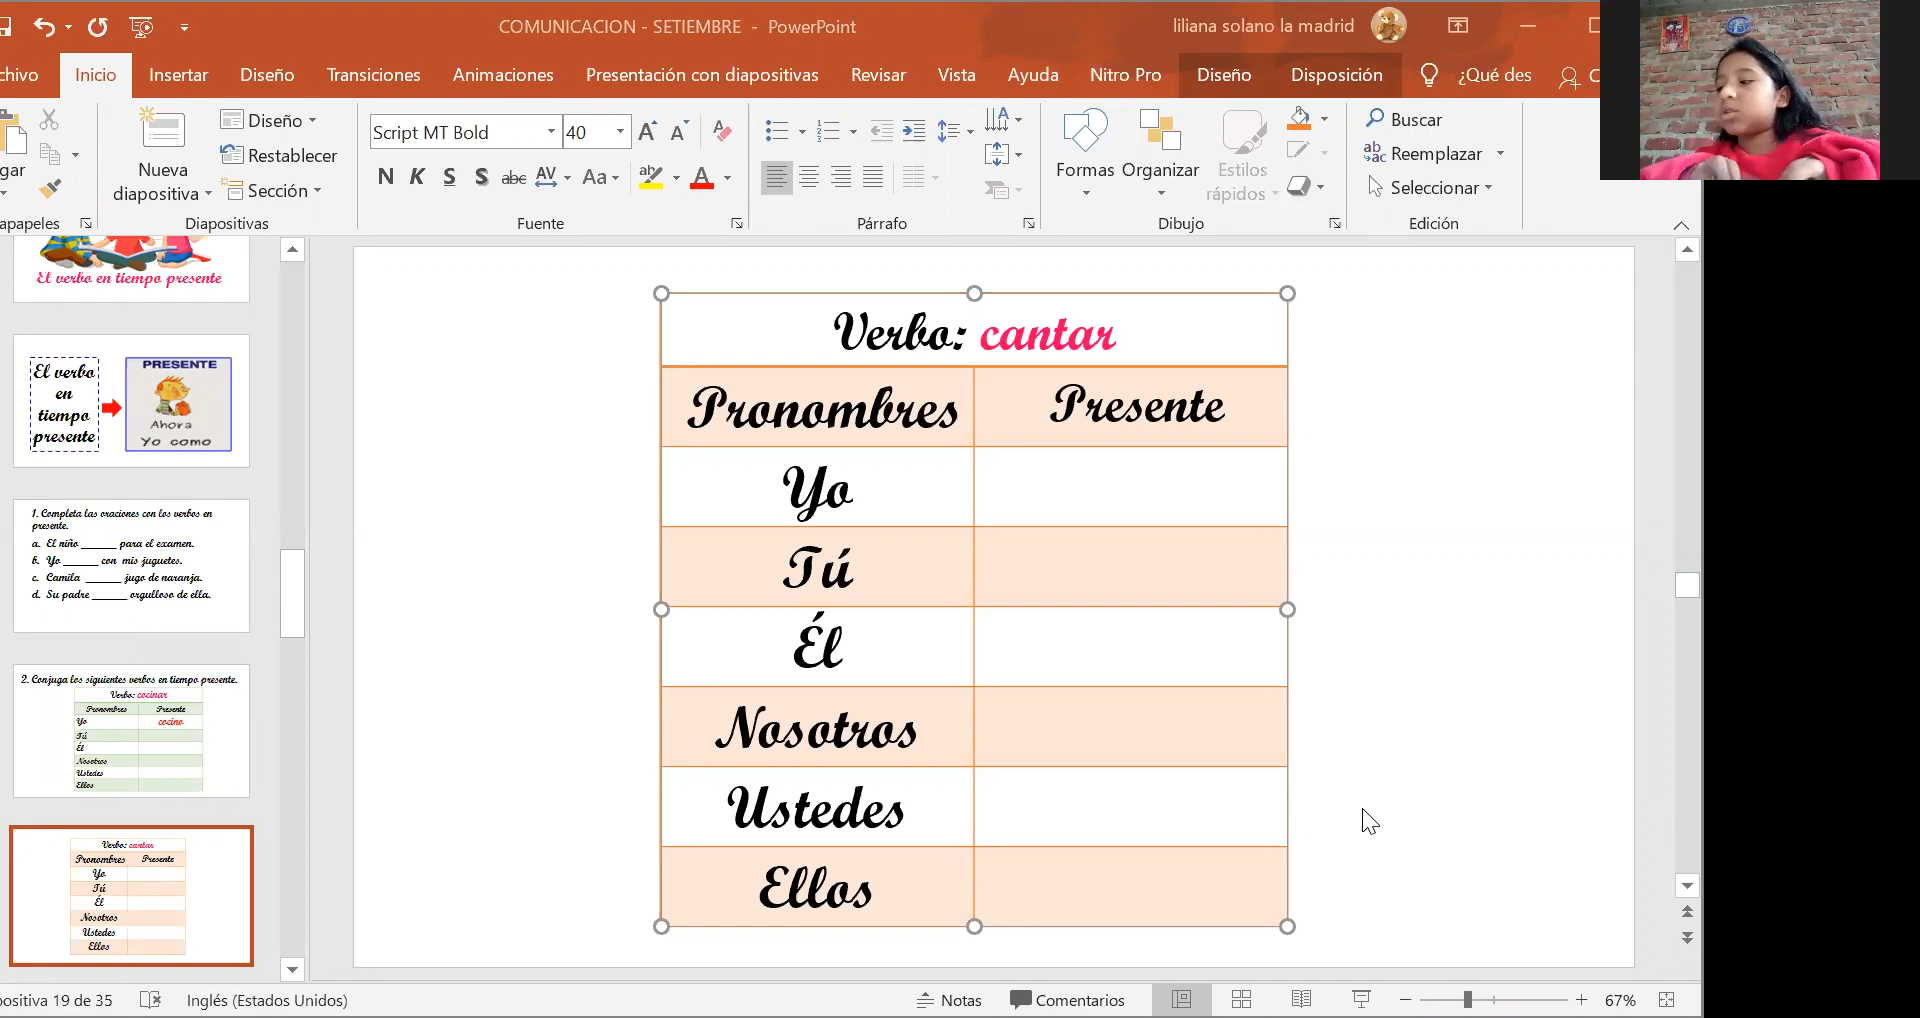 COMUNICACION - SETIEMBRE - PowerPoint
liliana solano la madrid
chivo Inicio Insertar Diseño Transiciones Animaciones Presentación con diapositivas Revisar Vista Ayuda Nitro Pro Diseño Disposición ¿Qué des C
gar
apapeles
Nueva
diapositiva
Diseño
Restablecer
Sección
Diapositivas
Script MT Bold 40
N K S S abc AV Aa ab A
Fuente
Párrafo
Formas
Organizar
Estilos
rápidos
Dibujo
Buscar
Reemplazar
Seleccionar
Edición
El verbo en tiempo presente
El verbo
en
tiempo
presente
PRESENTE
Ahora
Yo como
1. Completa las oraciones con los verbos en
presente.
a. El niño ______ para el examen.
b. Yo ______ con mis juguetes.
c. Camila ______ jugo de naranja.
d. Su padre ______ orgulloso de ella.
2. Conjuga los siguientes verbos en tiempo presente.
Verbo: cocinar
Pronombres Presente
Yo cocino
Tú
Él
Nosotros
Ustedes
Ellos
Verbo: cantar
Pronombres Presente
Yo
Tú
Él
Nosotros
Ustedes
Ellos
Verbo: cantar
Pronombres Presente
Yo
Tú
Él
Nosotros
Ustedes
Ellos
positiva 19 de 35 Inglés (Estados Unidos) Notas Comentarios 67%